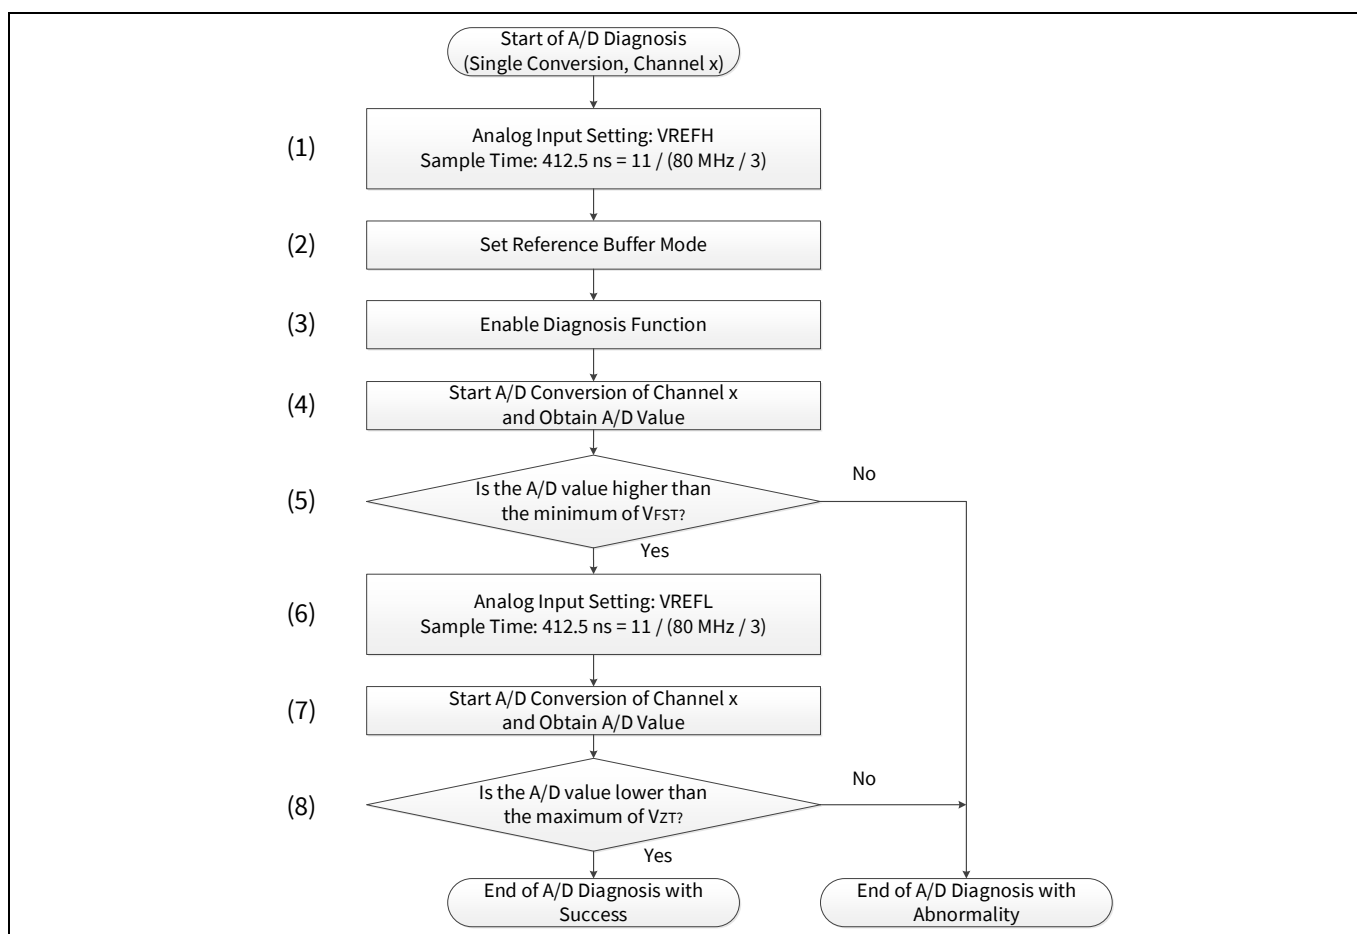 Start of A/D Diagnosis
(Single Conversion, Channel x)
(1)
Analog Input Setting: VREFH
Sample Time: 412.5 ns = 11 / (80 MHz / 3)
(2)
Set Reference Buffer Mode
(3)
Enable Diagnosis Function
(4)
Start A/D Conversion of Channel x
and Obtain A/D Value
(5)
Is the A/D value higher than
the minimum of VFST?
No
Yes
(6)
Analog Input Setting: VREFL
Sample Time: 412.5 ns = 11 / (80 MHz / 3)
(7)
Start A/D Conversion of Channel x
and Obtain A/D Value
(8)
Is the A/D value lower than
the maximum of VZT?
No
Yes
End of A/D Diagnosis with
Success
End of A/D Diagnosis with
Abnormality